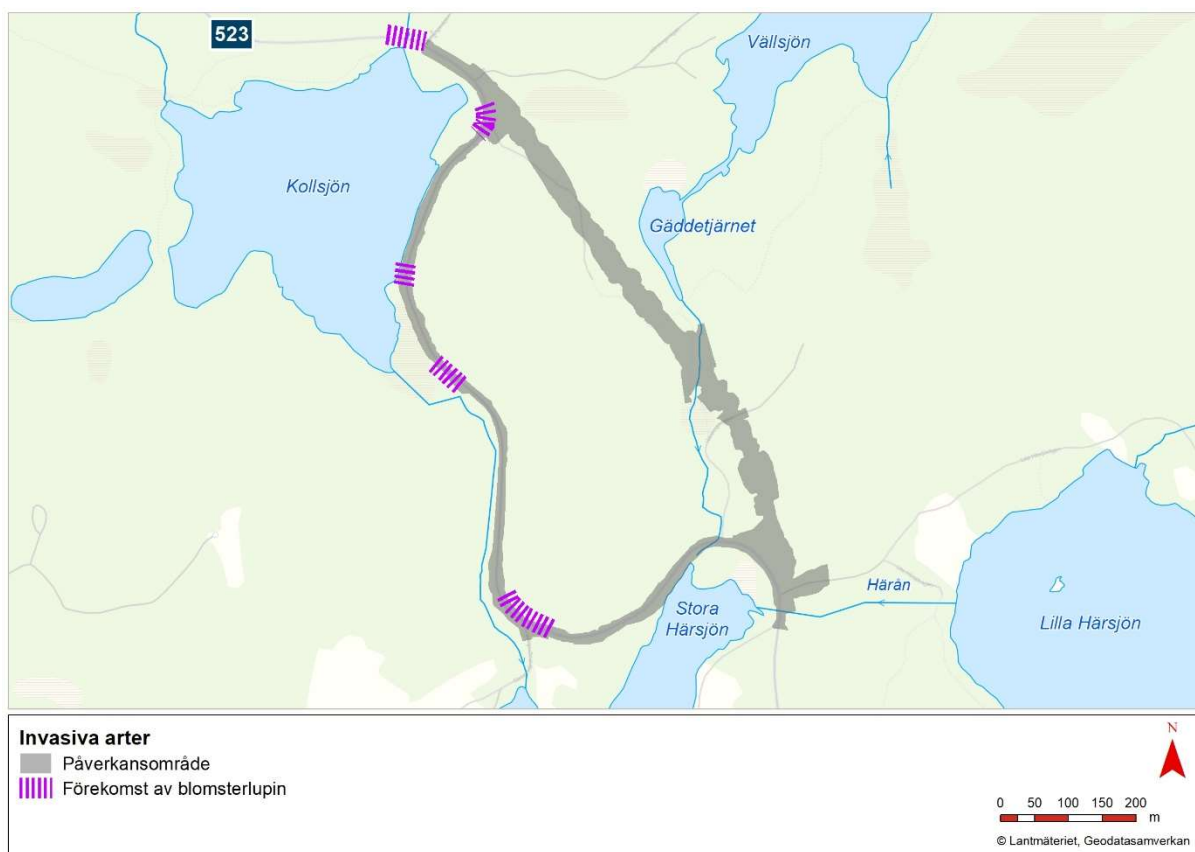 523
Vällsjön
Kollsjön
Gäddetjärnet
Härån
Stora
Härsjön
Lilla Härsjön
Invasiva arter
Påverkansområde
Förekomst av blomsterlupin
N
0 50 100 150 200
m
© Lantmäteriet, Geodatasamverkan